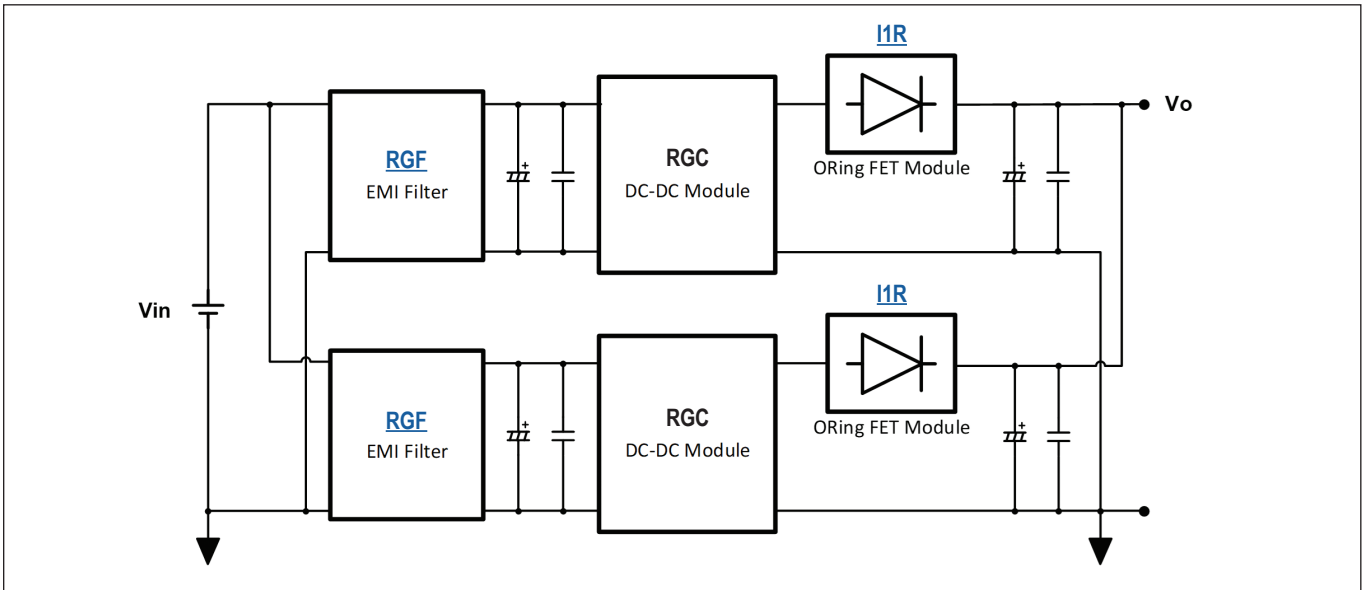 I1R
ORing FET Module
Vo
RGF
EMI Filter
+
RGC
DC-DC Module
+
Vin
I1R
ORing FET Module
RGF
EMI Filter
+
RGC
DC-DC Module
+